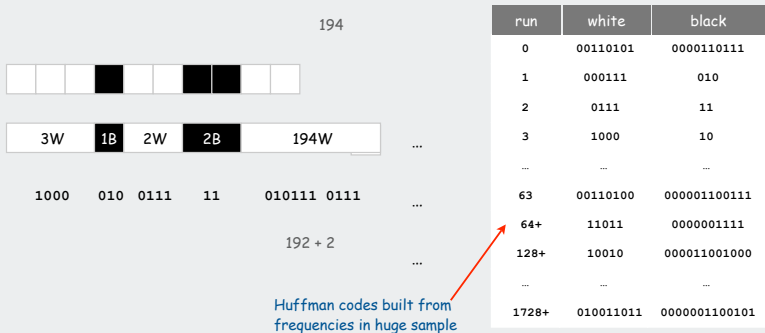 194
3W 1B 2W 2B 194W ...
1000 010 0111 11 010111 0111 ...
192 + 2
...
Huffman codes built from
frequencies in huge sample
run white black
0 00110101 0000110111
1 000111 010
2 0111 11
3 1000 10
... ... ...
63 00110100 000001100111
64+ 11011 0000001111
128+ 10010 000011001000
... ... ...
1728+ 010011011 0000001100101